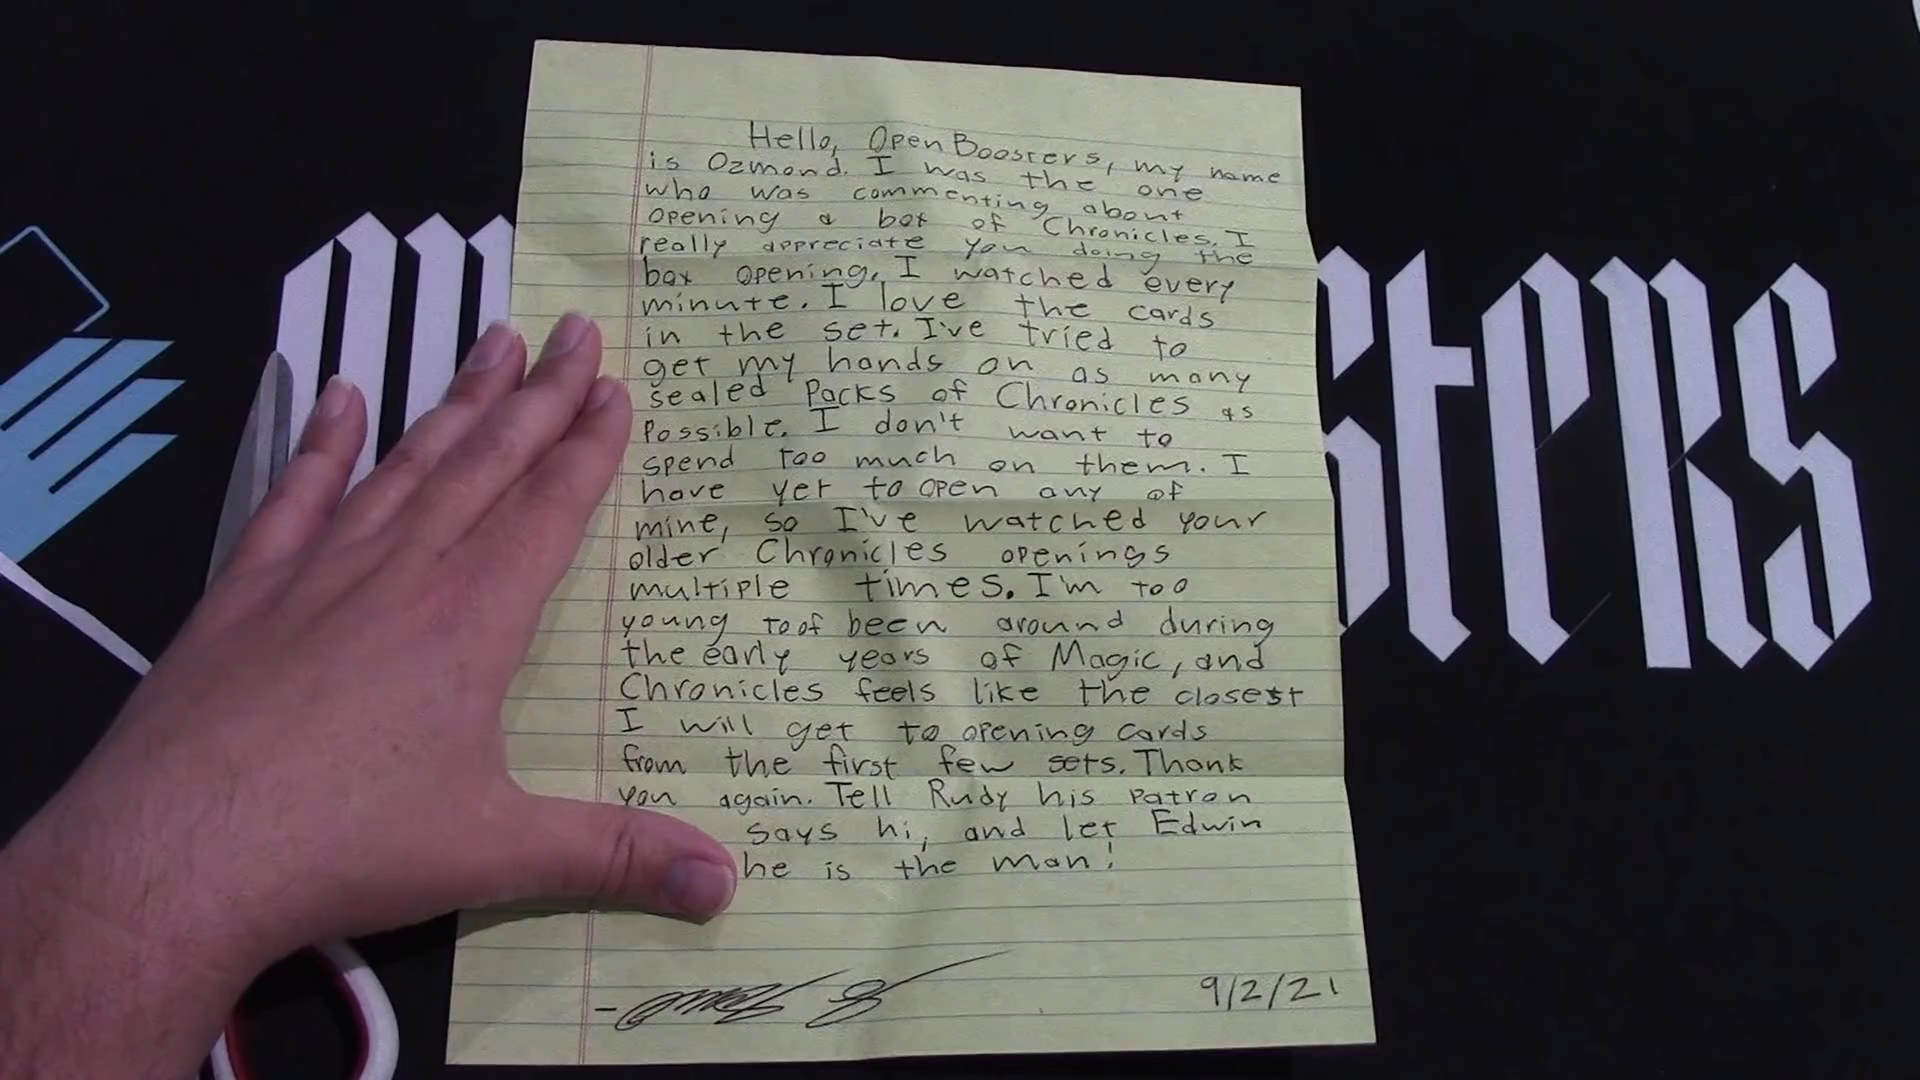 Hello, OpenBoosters, my name
is Ozmond. I was the one
who was commenting about
opening a box of Chronicles. I
really appreciate you doing the
box opening. I watched every
minute. I love the cards
in the set. I've tried to
get my hands on as many
sealed Packs of Chronicles as
Possible. I don't want to
spend too much on them. I
have yet to open any of
mine, so I've watched your
older Chronicles openings
multiple times. I'm too
young to of been around during
the early years of Magic, and
Chronicles feels like the closest
I will get to opening cards
from the first few sets. Thank
you again. Tell Rudy his Patron
says hi, and let Edwin
he is the man!
9/2/21
sters